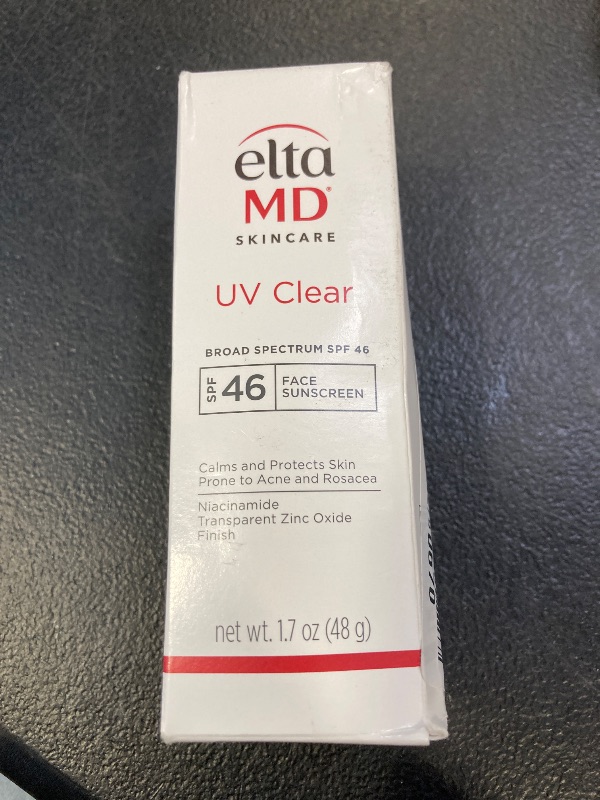 elta
MD®
SKINCARE
UV Clear
BROAD SPECTRUM SPF 46
SPF 46 FACE
SUNSCREEN
Calms and Protects Skin
Prone to Acne and Rosacea
Niacinamide
Transparent Zinc Oxide
Finish
net wt. 1.7 oz (48 g)